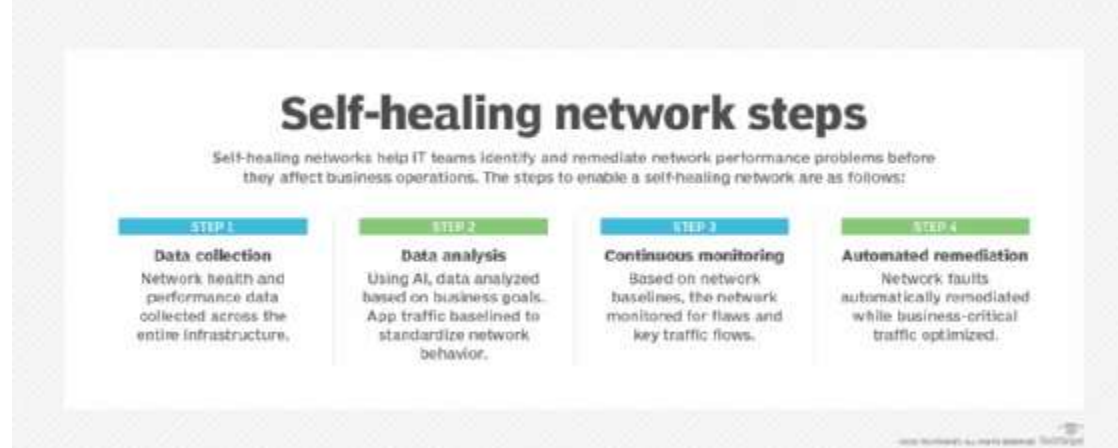 Self-healing network steps
Self-healing networks help IT teams identify and remediate network performance problems before
they affect business operations. The steps to enable a self-healing network are as follows:
STEP 1
Data collection
Network health and
performance data
collected across the
entire infrastructure.
STEP 2
Data analysis
Using AI, data analyzed
based on business goals.
App traffic baselined to
standardize network
behavior.
STEP 3
Continuous monitoring
Based on network
baselines, the network
monitored for flaws and
key traffic flows.
STEP 4
Automated remediation
Network faults
automatically remediated
while business-critical
traffic optimized.
ALL RIGHTS RESERVED TechTarget